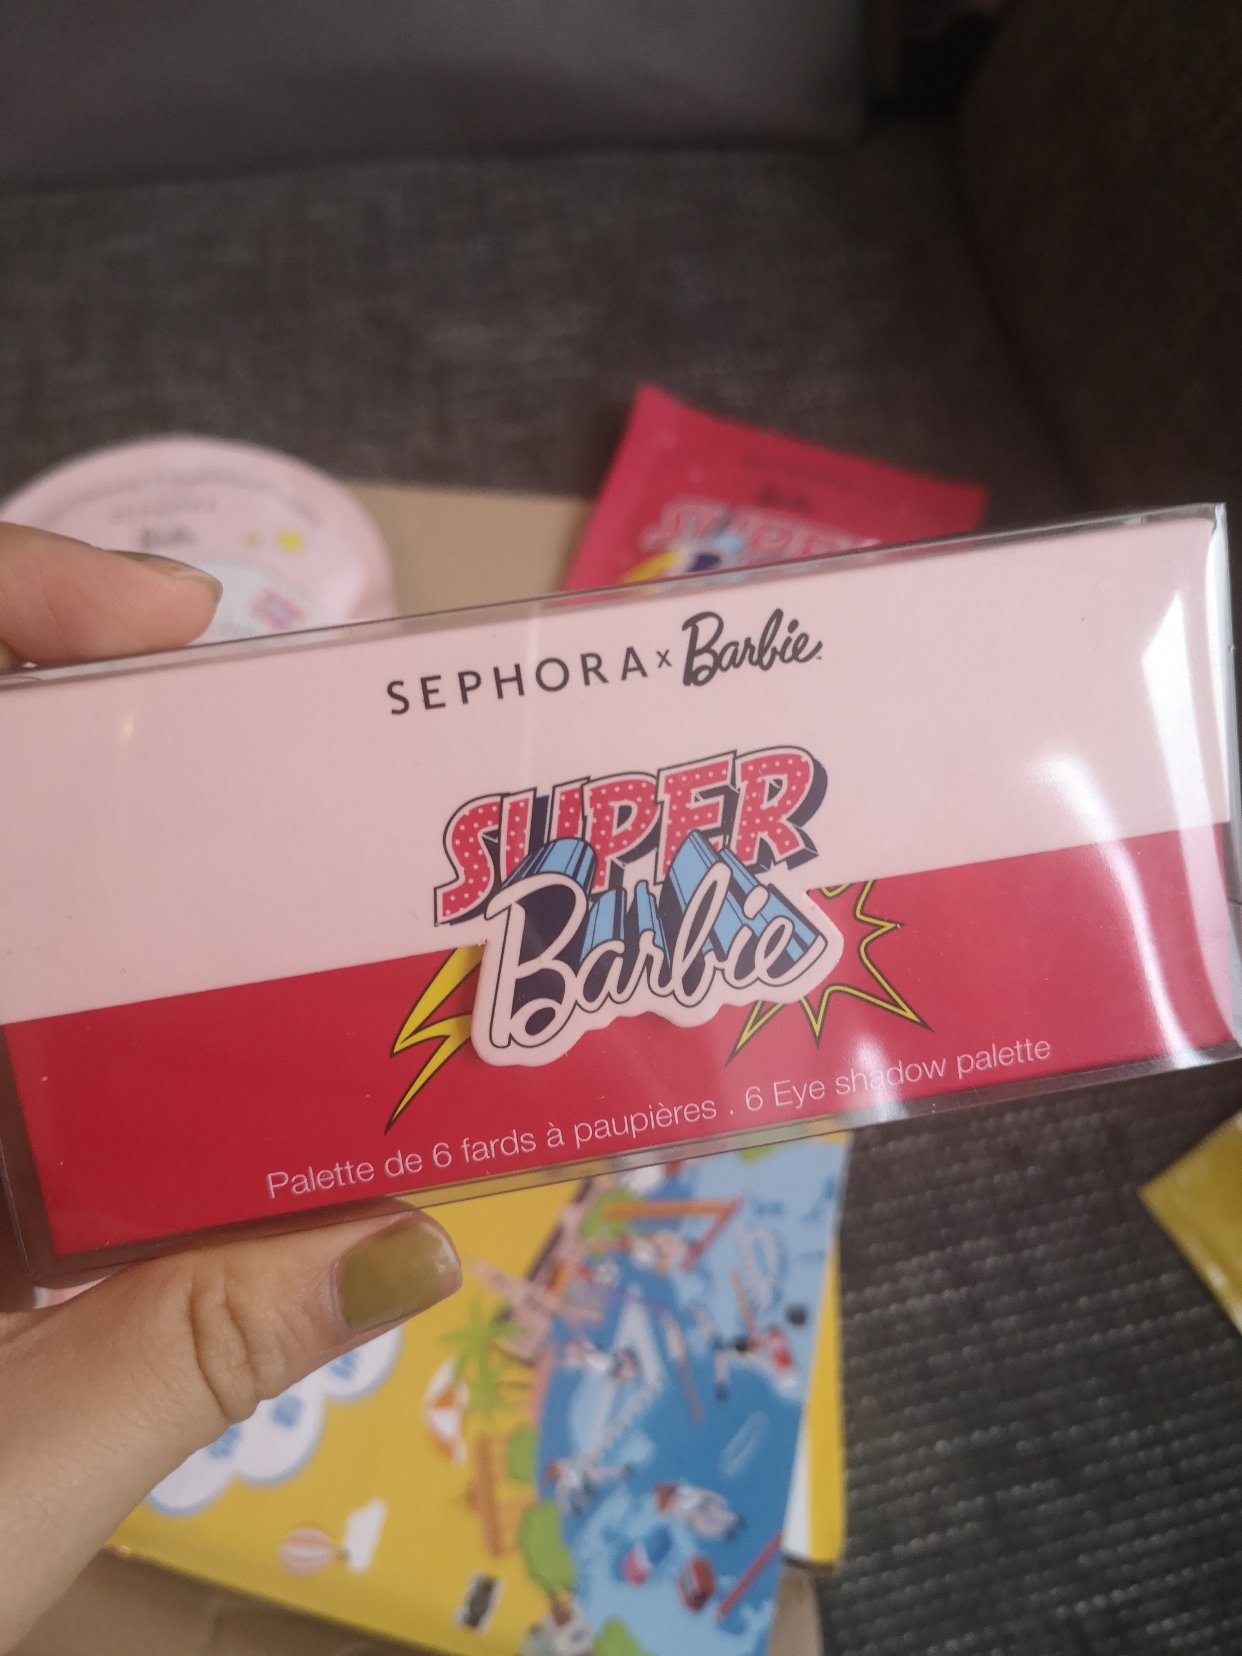 SEPHORA x Barbie
SUPER
Barbie
Palette de 6 fards à paupières . 6 Eye shadow palette